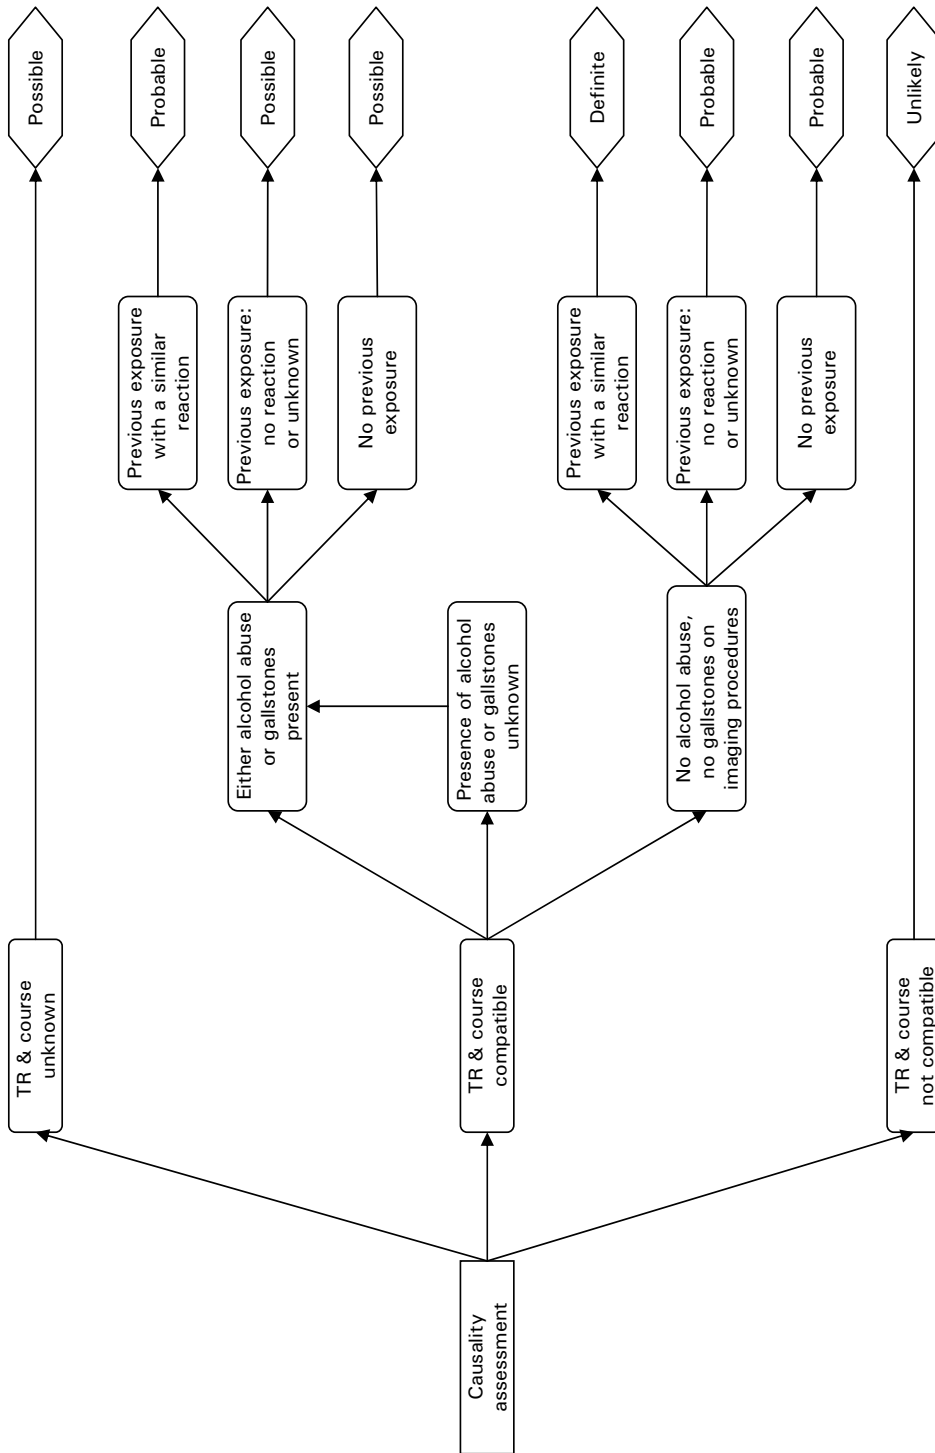 Causality
assessment
TR & course
unknown
TR & course
compatible
TR & course
not compatible
Either alcohol abuse
or gallstones
present
Presence of alcohol
abuse or gallstones
unknown
No alcohol abuse,
no gallstones on
imaging procedures
Previous exposure
with a similar
reaction
Previous exposure:
no reaction
or unknown
No previous
exposure
Previous exposure
with a similar
reaction
Previous exposure:
no reaction
or unknown
No previous
exposure
Possible
Probable
Possible
Possible
Definite
Probable
Probable
Unlikely